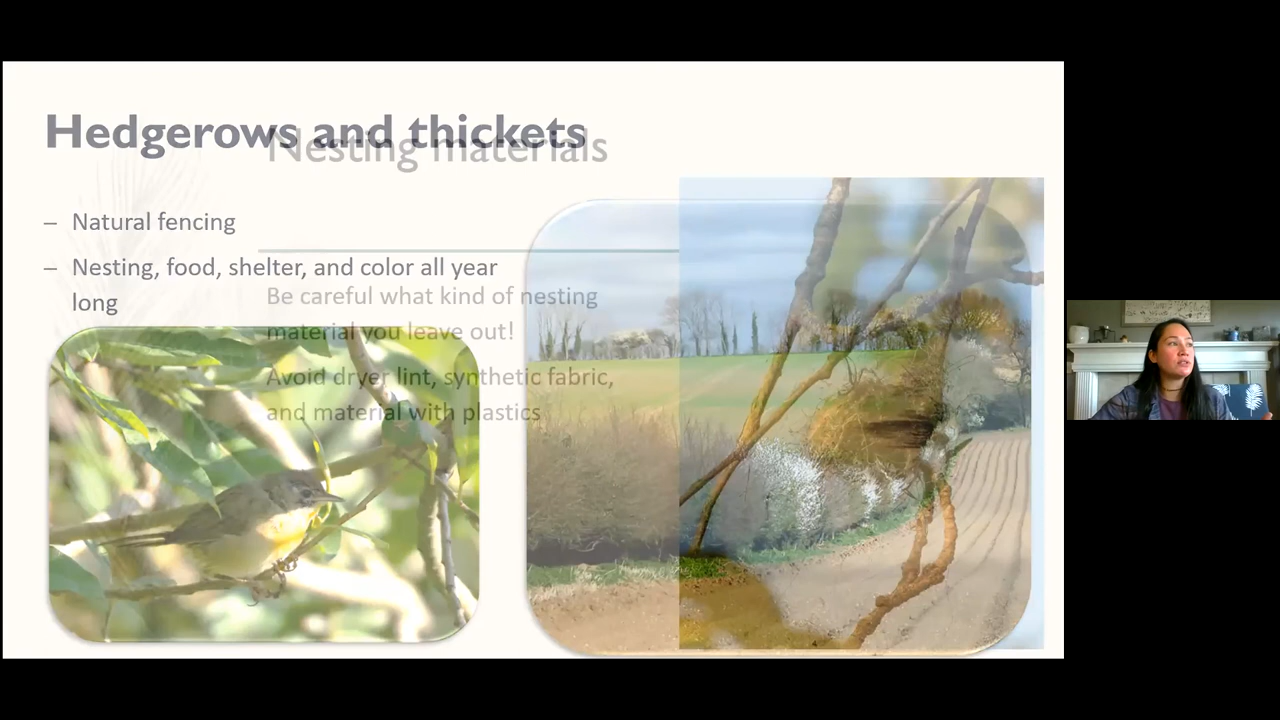 Hedgerows and thickets
– Natural fencing
– Nesting, food, shelter, and color all year
long
Nesting materials
Be careful what kind of nesting
material you leave out!
Avoid dryer lint, synthetic fabric,
and material with plastics